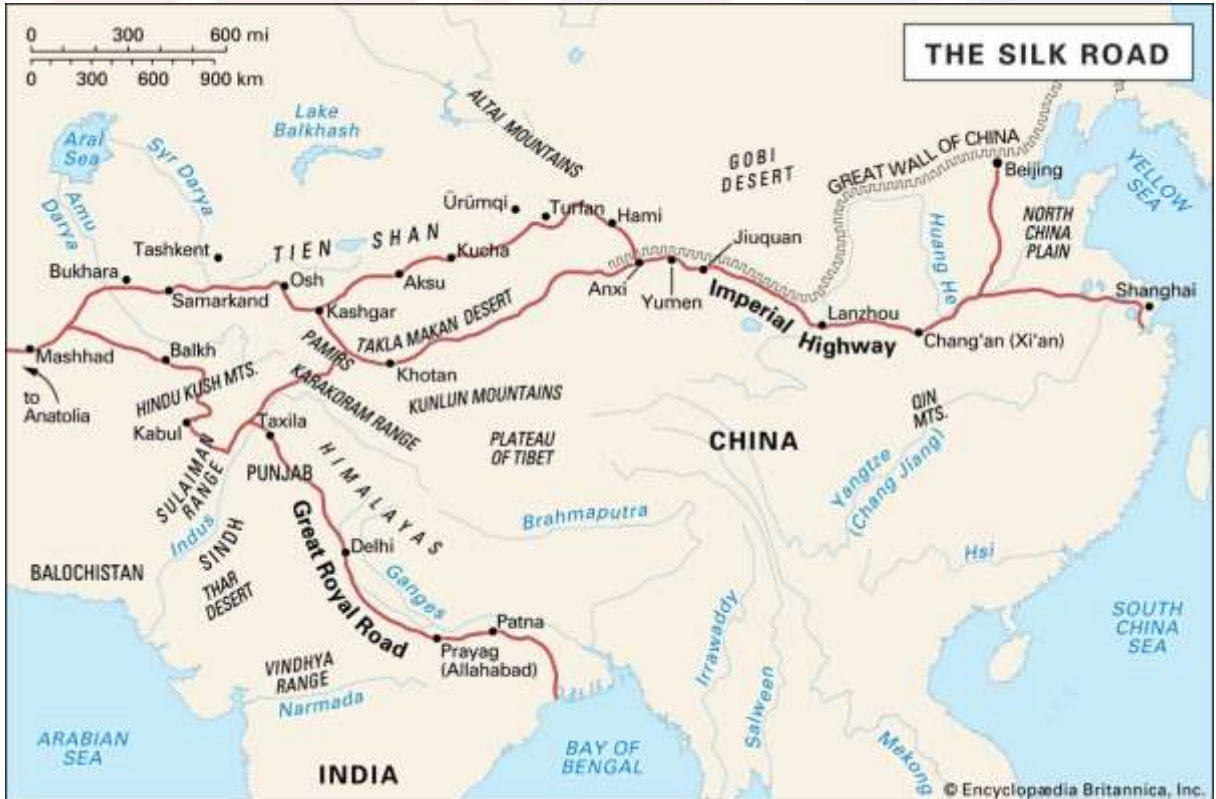 0 300 600 mi
0 300 600 900 km
THE SILK ROAD
Aral
Sea
Syr Darya
Amu
Darya
Lake
Balkhash
ALTAI MOUNTAINS
GOBI
DESERT
GREAT WALL OF CHINA
Beijing
YELLOW
SEA
NORTH
CHINA
PLAIN
Huang He
Ürümqi
Turfan
Hami
Jiuquan
Tashkent
TIEN SHAN
Kucha
Bukhara
Samarkand
Osh
Aksu
Kashgar
Anxi
Yumen
Imperial
Highway
Lanzhou
Chang'an (Xi'an)
Shanghai
Mashhad
to
Anatolia
Balkh
PAMIRS
TAKLA MAKAN DESERT
Khotan
HINDU KUSH MTS.
KARAKORAM RANGE
KUNLUN MOUNTAINS
Kabul
Taxila
PLATEAU
OF TIBET
CHINA
QIN
MTS.
Yangtze
(Chang Jiang)
SULAIMAN
RANGE
PUNJAB
HIMALAYAS
Indus
SINDH
Brahmaputra
Hsi
BALOCHISTAN
THAR
DESERT
Delhi
Great Royal Road
Ganges
Patna
Prayag
(Allahabad)
Irrawaddy
Salween
Mekong
SOUTH
CHINA
SEA
VINDHYA
RANGE
Narmada
ARABIAN
SEA
INDIA
BAY OF
BENGAL
© Encyclopædia Britannica, Inc.